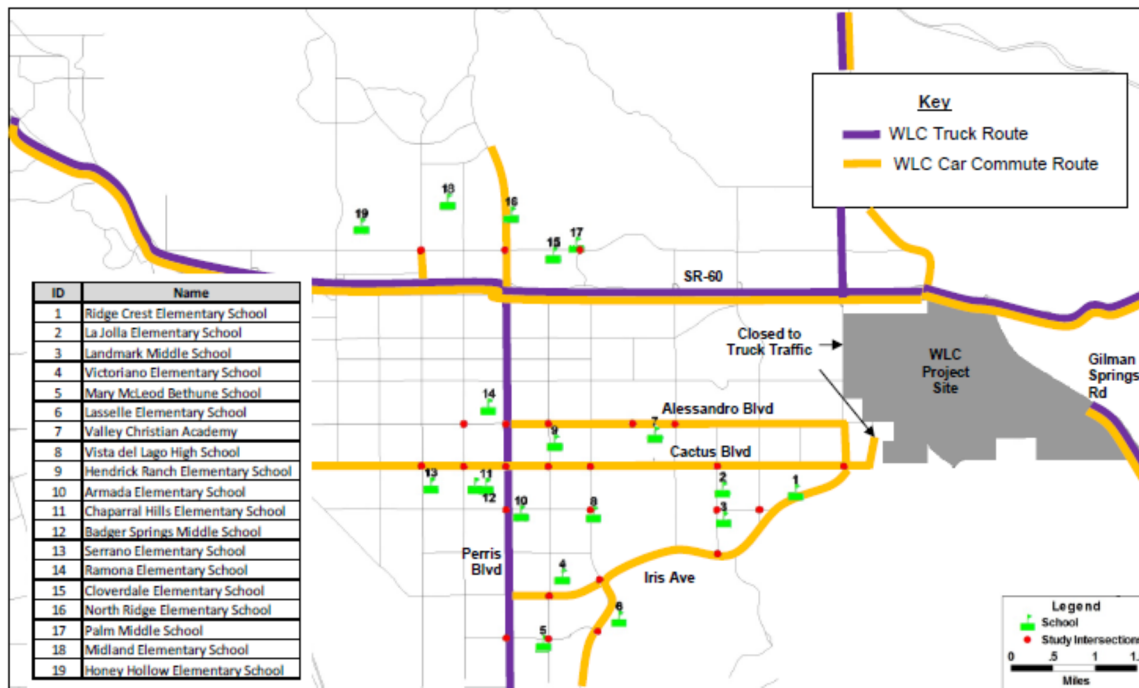 Key
WLC Truck Route
WLC Car Commute Route
18
16
19
17
15
SR-60
ID Name
1 Ridge Crest Elementary School
2 La Jolla Elementary School
3 Landmark Middle School
4 Victoriano Elementary School
5 Mary McLeod Bethune School
6 Lasselle Elementary School
7 Valley Christian Academy
8 Vista del Lago High School
9 Hendrick Ranch Elementary School
10 Armada Elementary School
11 Chaparral Hills Elementary School
12 Badger Springs Middle School
13 Serrano Elementary School
14 Ramona Elementary School
15 Cloverdale Elementary School
16 North Ridge Elementary School
17 Palm Middle School
18 Midland Elementary School
19 Honey Hollow Elementary School
Closed to
Truck Traffic
WLC
Project
Site
Gilman
Springs
Rd
14
Alessandro Blvd
7
9
Cactus Blvd
13
11
12
2
1
10
8
3
Perris
Blvd
4
Iris Ave
6
5
Legend
School
Study Intersections
0 .5 1 1.
Miles